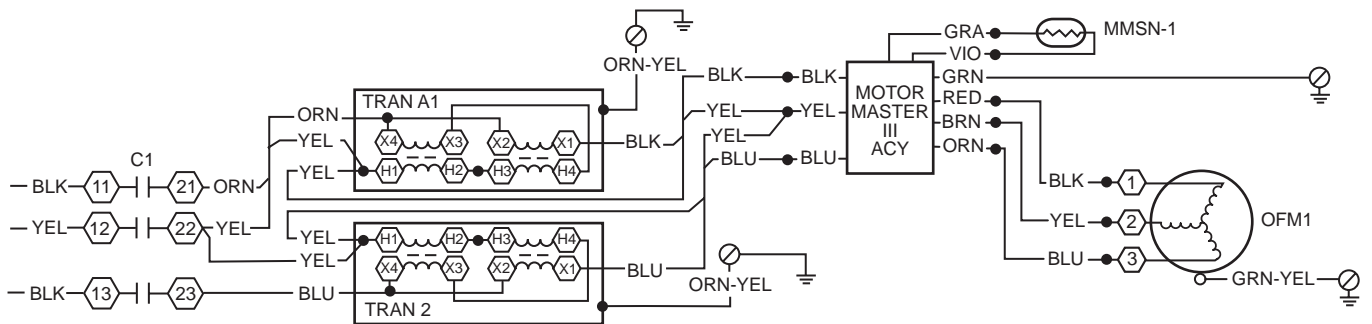 ORN-YEL
GRA
VIO
MMSN-1
BLK
BLK
YEL
YEL
YEL
BLU
BLU
MOTOR
MASTER
III
ACY
GRN
RED
BRN
ORN
TRAN A1
ORN
YEL
YEL
X4 X3 X2 X1
BLK
H1 H2 H3 H4
C1
BLK 11 21 ORN
YEL 12 22 YEL
BLK 13 23 BLU
YEL
YEL
H1 H2 H3 H4
X4 X3 X2 X1
BLU
TRAN 2
ORN-YEL
BLK 1
YEL 2
BLU 3
OFM1
GRN-YEL